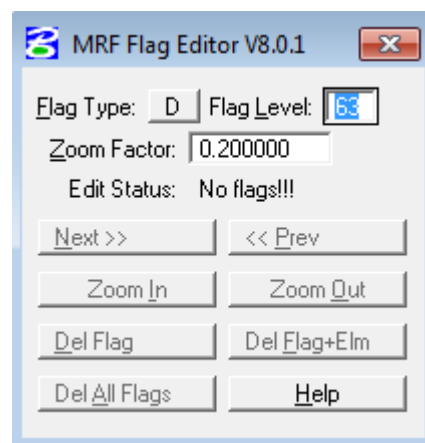 MRF Flag Editor V8.0.1
Flag Type: D Flag Level: 63
Zoom Factor: 0.200000
Edit Status: No flags!!!
Next >> << Prev
Zoom In Zoom Out
Del Flag Del Flag+Elm
Del All Flags Help